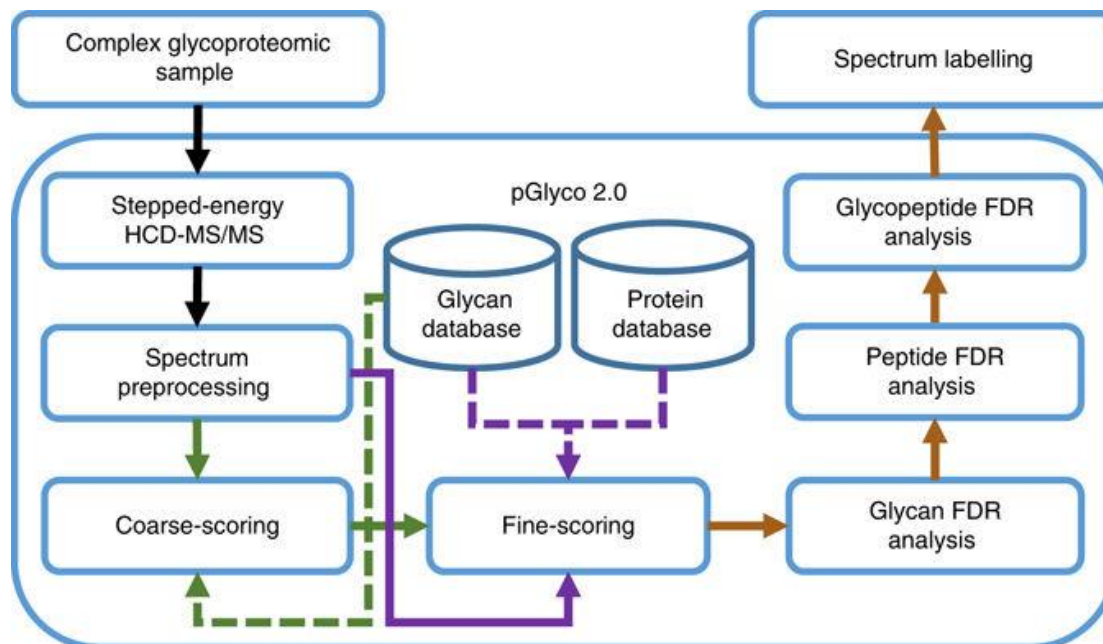 Complex glycoproteomic
sample
Spectrum labelling
Stepped-energy
HCD-MS/MS
pGlyco 2.0
Glycopeptide FDR
analysis
Glycan
database
Protein
database
Spectrum
preprocessing
Peptide FDR
analysis
Coarse-scoring
Fine-scoring
Glycan FDR
analysis